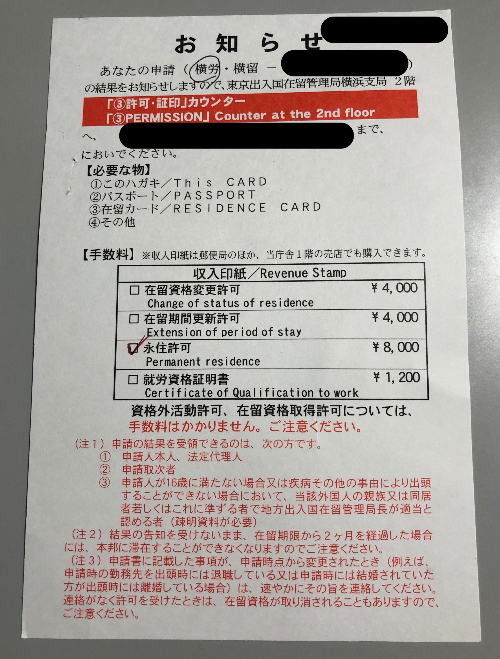 お知らせ
あなたの申請（横労・横留－　　　）
の結果をお知らせしますので、東京出入国在留管理局横浜支局 2階
「③許可・証印」カウンター
「③PERMISSION」 Counter at the 2nd floor
へ、　　　まで、
においでください。
【必要な物】
①このハガキ／This CARD
②パスポート／PASSPORT
③在留カード／RESIDENCE CARD
④その他
【手数料】 ※収入印紙は郵便局のほか、当庁舎1階の売店でも購入できます。
収入印紙／Revenue Stamp
□ 在留資格変更許可 ￥4,000
Change of status of residence
□ 在留期間更新許可 ￥4,000
Extension of period of stay
☑ 永住許可 ￥8,000
Permanent residence
□ 就労資格証明書 ￥1,200
Certificate of Qualification to work
資格外活動許可、在留資格取得許可については、
手数料はかかりません。ご注意ください。
（注1）申請の結果を受領できるのは、次の方です。
① 申請人本人、法定代理人
② 申請取次者
③ 申請人が16歳に満たない場合又は疾病その他の事由により出頭
することができない場合において、当該外国人の親族又は同居
者若しくはこれに準ずる者で地方出入国在留管理局長が適当と
認める者（疎明資料が必要）
（注2）結果の告知を受けないまま、在留期限から2ヶ月を経過した場合
には、本邦に滞在することができなくなりますのでご注意ください。
（注3）申請書に記載した事項が、申請時点から変更されたとき（例えば、
申請時の勤務先を出頭時には退職している又は申請時には結婚されていた
方が出頭時には離婚している場合）は、速やかにその旨を連絡してください。
連絡がなく許可を受けたときは、在留資格が取り消されることもありますので、
ご注意ください。